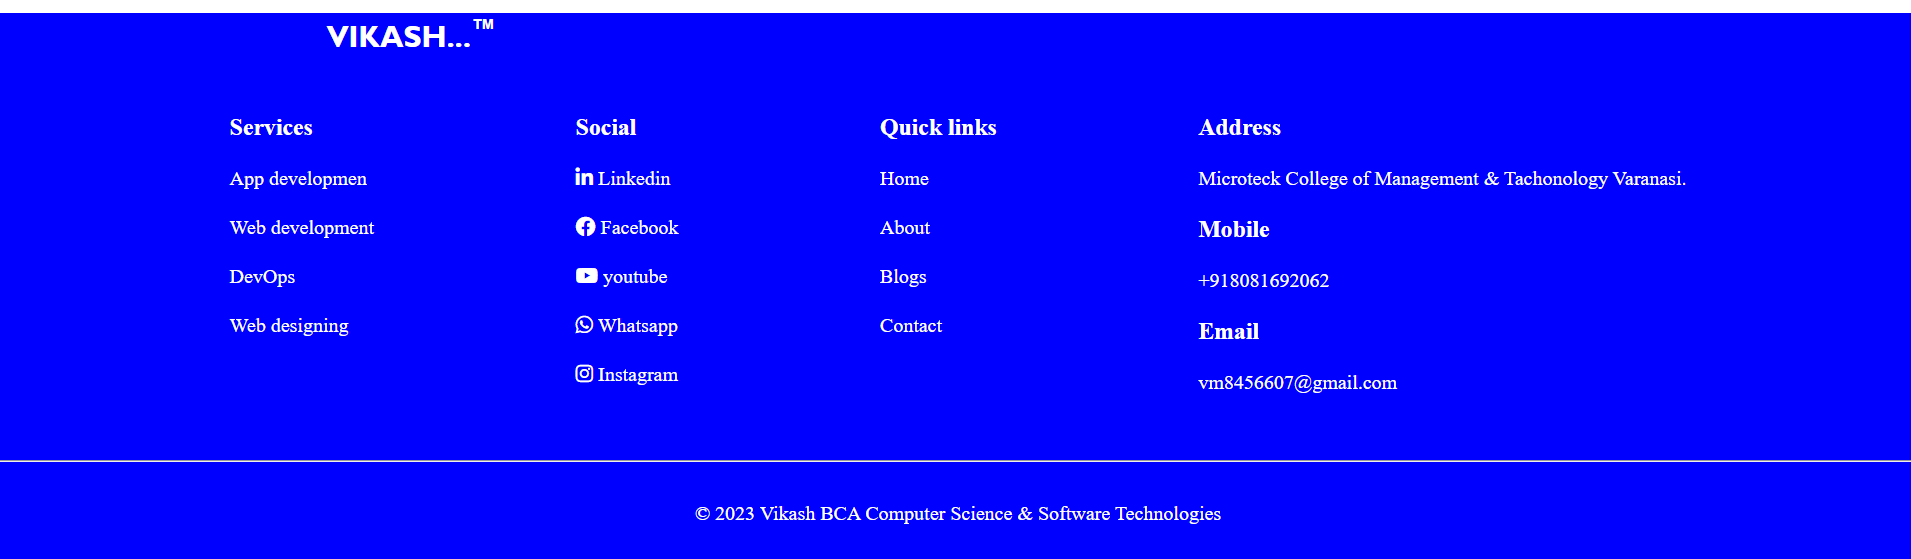 VIKASH...™
Services
App developmen
Web development
DevOps
Web designing
Social
Linkedin
Facebook
youtube
Whatsapp
Instagram
Quick links
Home
About
Blogs
Contact
Address
Microteck College of Management & Tachonology Varanasi.
Mobile
+918081692062
Email
vm8456607@gmail.com
© 2023 Vikash BCA Computer Science & Software Technologies